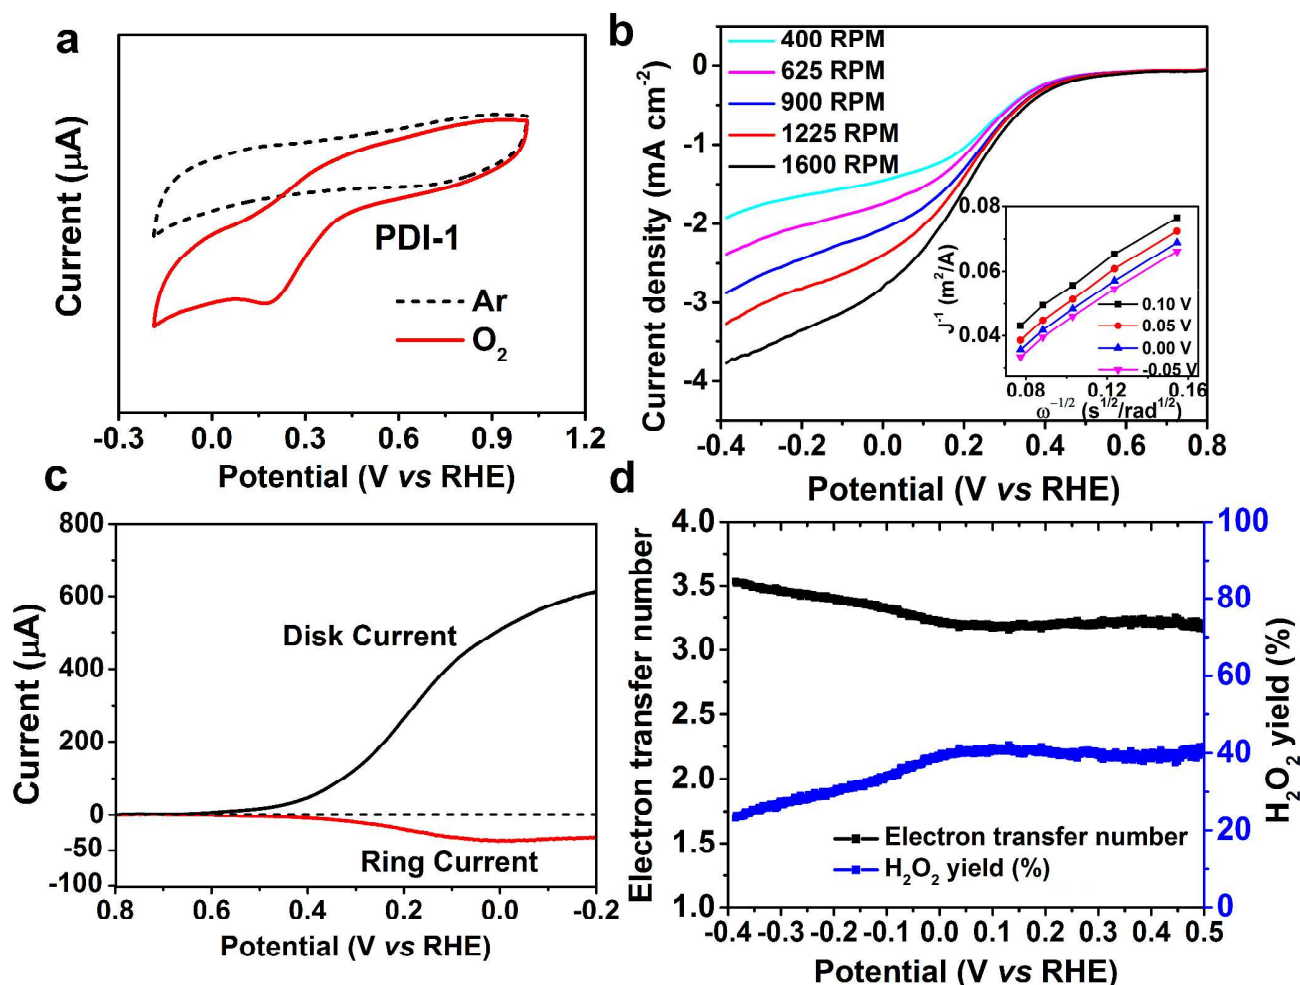 a
Current (μA)
PDI-1
Ar
O₂
-0.3 0.0 0.3 0.6 0.9 1.2
Potential (V vs RHE)
b
Current density (mA cm⁻²)
400 RPM
625 RPM
900 RPM
1225 RPM
1600 RPM
0
-1
-2
-3
-4
-0.4 -0.2 0.0 0.2 0.4 0.6 0.8
Potential (V vs RHE)
J⁻¹ (m²/A)
0.08
0.06
0.04
0.10 V
0.05 V
0.00 V
-0.05 V
0.08 0.12 0.16
ω⁻¹/² (s¹/²/rad¹/²)
c
Current (μA)
800
600
400
200
0
-50
-100
Disk Current
Ring Current
0.8 0.6 0.4 0.2 0.0 -0.2
Potential (V vs RHE)
d
Electron transfer number
4.0
3.5
3.0
2.5
2.0
1.5
1.0
Electron transfer number
H₂O₂ yield (%)
100
80
60
40
20
0
H₂O₂ yield (%)
-0.4 -0.3 -0.2 -0.1 0.0 0.1 0.2 0.3 0.4 0.5
Potential (V vs RHE)